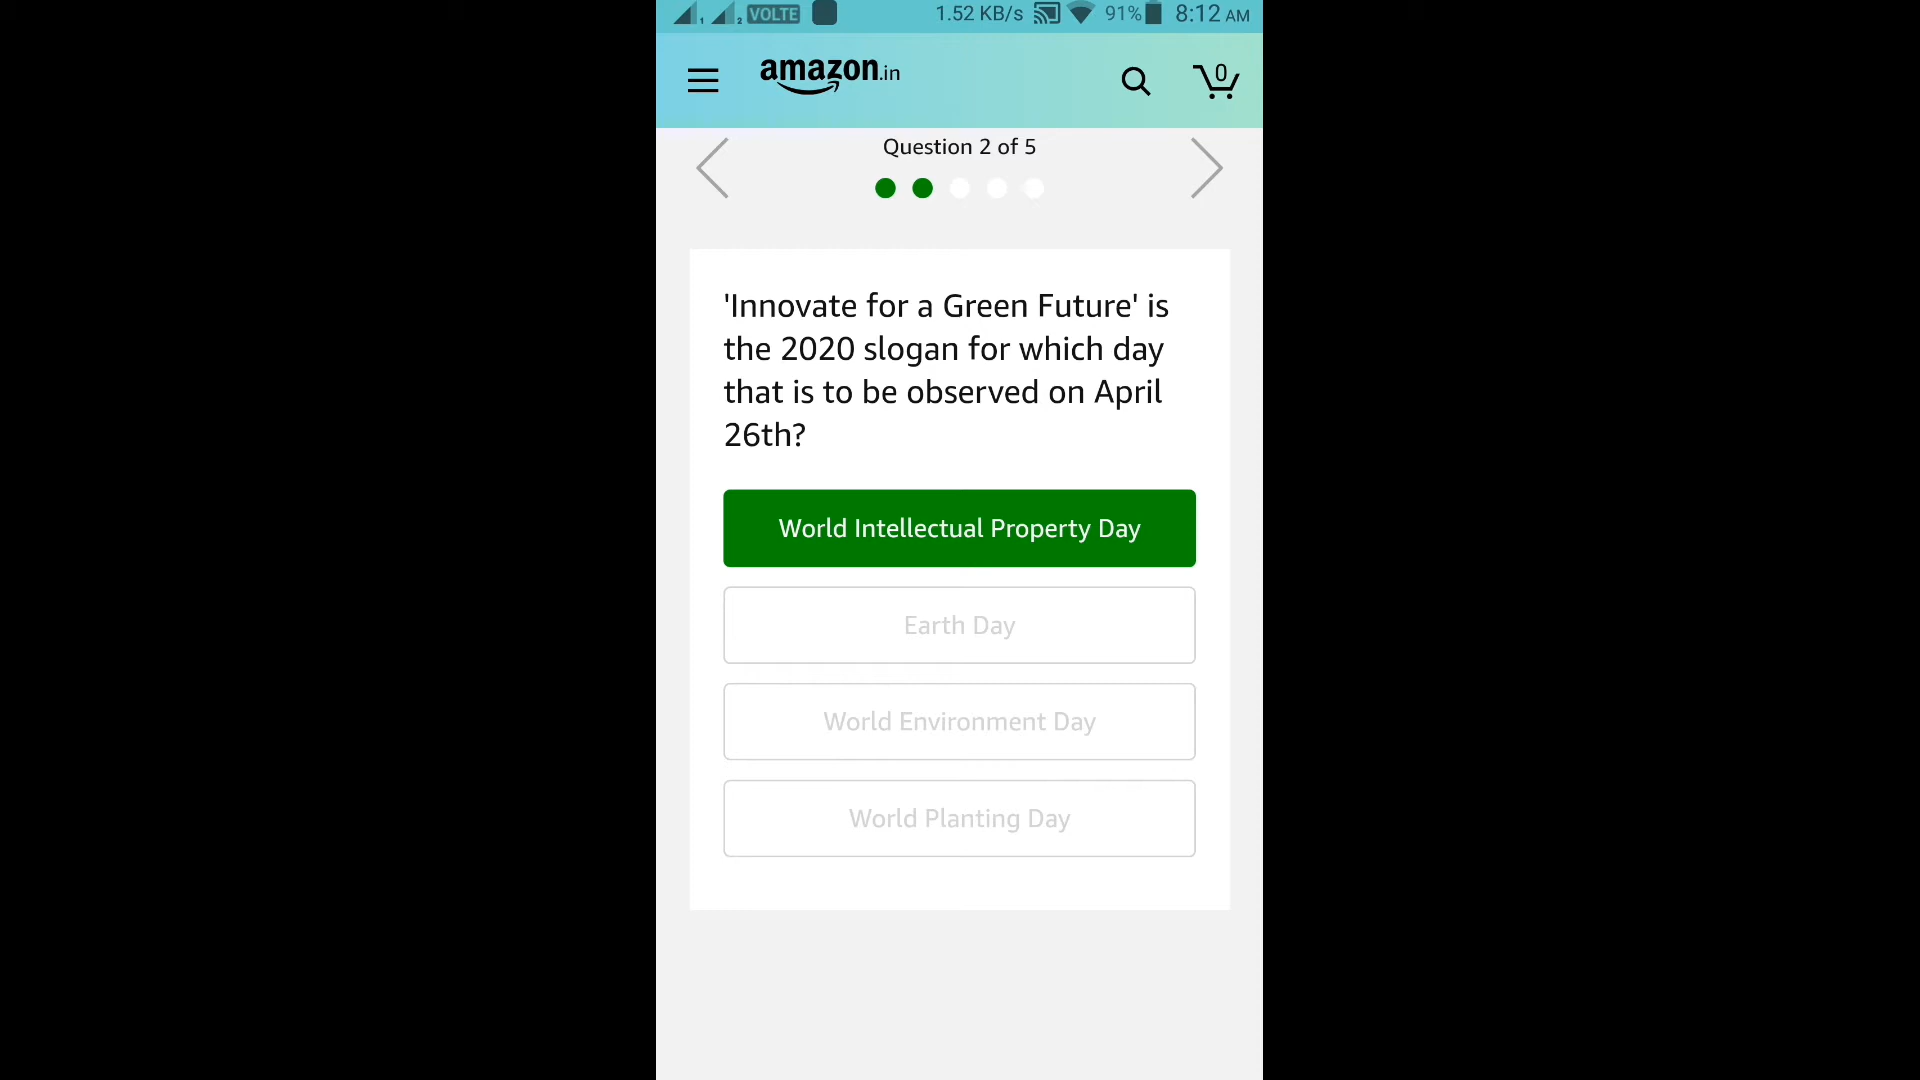 1 2 VOLTE 1.52 KB/s 91% 8:12 AM
amazon.in 0
Question 2 of 5
'Innovate for a Green Future' is
the 2020 slogan for which day
that is to be observed on April
26th?
World Intellectual Property Day
Earth Day
World Environment Day
World Planting Day